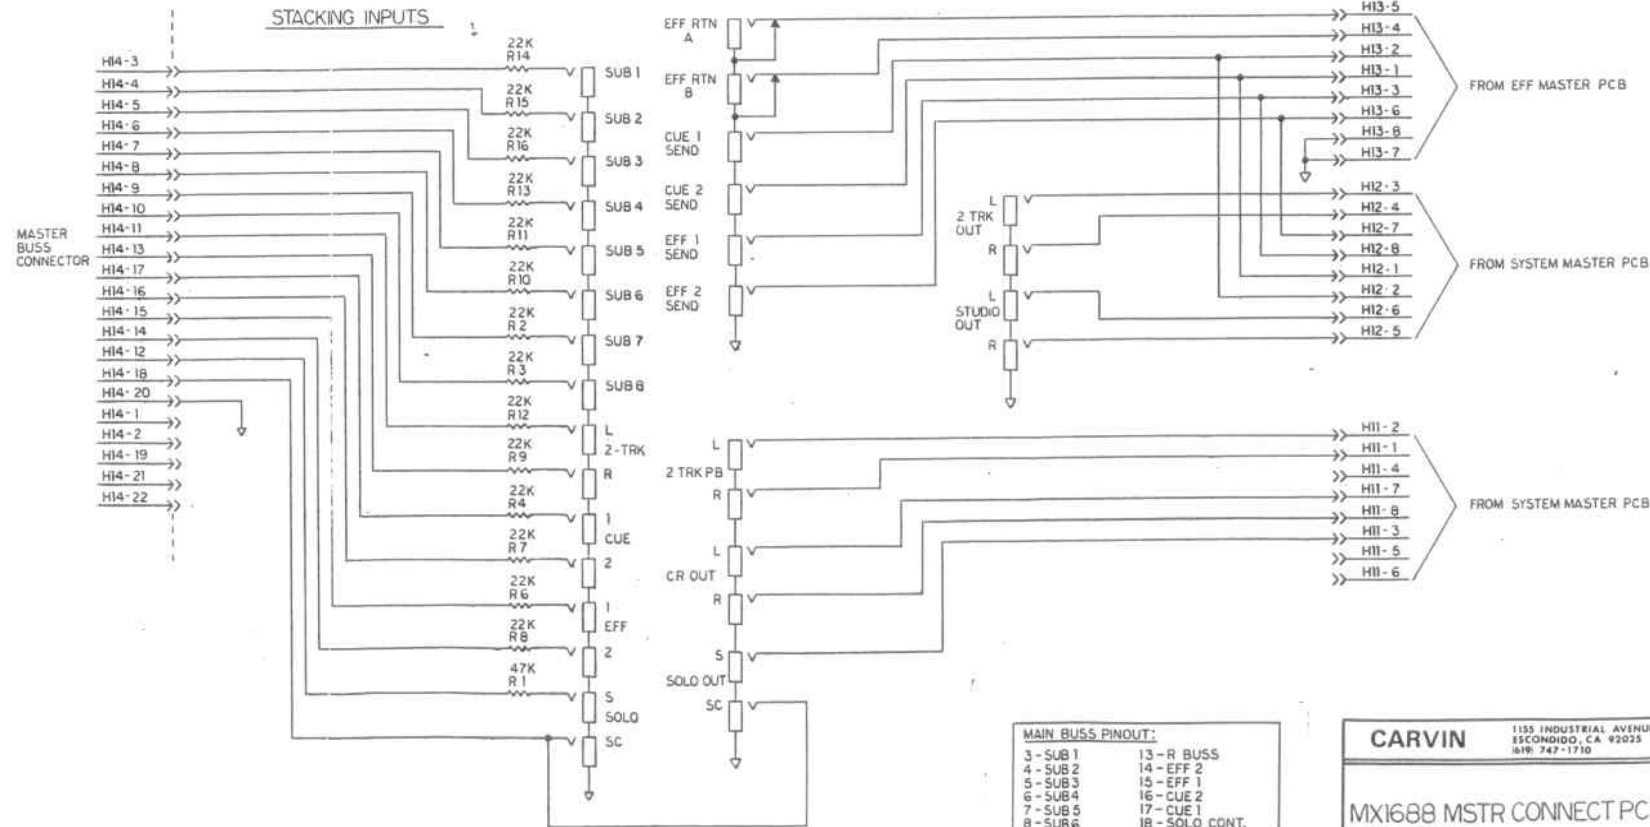 STACKING INPUTS
MASTER
BUSS
CONNECTOR
H14-3
H14-4
H14-5
H14-6
H14-7
H14-8
H14-9
H14-10
H14-11
H14-13
H14-17
H14-16
H14-15
H14-14
H14-12
H14-18
H14-20
H14-1
H14-2
H14-19
H14-21
H14-22
22K
R14
22K
R15
22K
R16
22K
R13
22K
R11
22K
R10
22K
R2
22K
R3
22K
R12
22K
R9
22K
R4
22K
R7
22K
R6
22K
R8
47K
R1
SUB 1
SUB 2
SUB 3
SUB 4
SUB 5
SUB 6
SUB 7
SUB 8
L
2-TRK
R
1
CUE
2
1
EFF
2
S
SOLO
SC
EFF RTN
A
EFF RTN
B
CUE 1
SEND
CUE 2
SEND
EFF 1
SEND
EFF 2
SEND
L
2 TRK
OUT
R
L
STUDIO
OUT
R
H13-5
H13-4
H13-2
H13-1
H13-3
H13-6
H13-8
H13-7
FROM EFF MASTER PCB
H12-3
H12-4
H12-7
H12-8
H12-1
H12-2
H12-6
H12-5
FROM SYSTEM MASTER PCB
L
2 TRK PB
R
L
CR OUT
R
S
SOLO OUT
SC
H11-2
H11-1
H11-4
H11-7
H11-8
H11-3
H11-5
H11-6
FROM SYSTEM MASTER PCB
MAIN BUSS PINOUT:
3-SUB 1 13-R BUSS
4-SUB 2 14-EFF 2
5-SUB 3 15-EFF 1
6-SUB 4 16-CUE 2
7-SUB 5 17-CUE 1
8-SUB 6 18-SOLO CONT.
CARVIN
1155 INDUSTRIAL AVENUE
ESCONDIDO, CA 92025
(619) 747-1710
MX1688 MSTR CONNECT PC